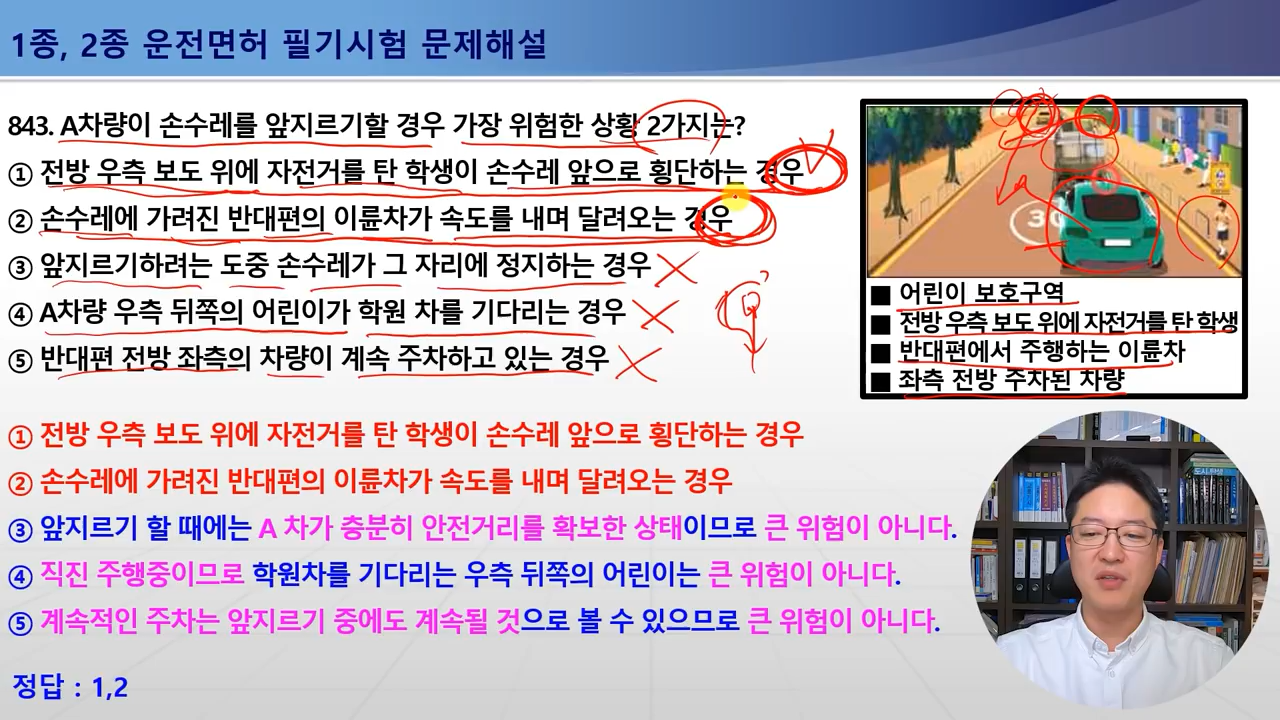 1종, 2종 운전면허 필기시험 문제해설
843. A차량이 손수레를 앞지르기할 경우 가장 위험한 상황 2가지는?
① 전방 우측 보도 위에 자전거를 탄 학생이 손수레 앞으로 횡단하는 경우
② 손수레에 가려진 반대편의 이륜차가 속도를 내며 달려오는 경우
③ 앞지르기하려는 도중 손수레가 그 자리에 정지하는 경우
④ A차량 우측 뒤쪽의 어린이가 학원 차를 기다리는 경우
⑤ 반대편 전방 좌측의 차량이 계속 주차하고 있는 경우
30
■ 어린이 보호구역
■ 전방 우측 보도 위에 자전거를 탄 학생
■ 반대편에서 주행하는 이륜차
■ 좌측 전방 주차된 차량
① 전방 우측 보도 위에 자전거를 탄 학생이 손수레 앞으로 횡단하는 경우
② 손수레에 가려진 반대편의 이륜차가 속도를 내며 달려오는 경우
③ 앞지르기 할 때에는 A 차가 충분히 안전거리를 확보한 상태이므로 큰 위험이 아니다.
④ 직진 주행중이므로 학원차를 기다리는 우측 뒤쪽의 어린이는 큰 위험이 아니다.
⑤ 계속적인 주차는 앞지르기 중에도 계속될 것으로 볼 수 있으므로 큰 위험이 아니다.
정답 : 1,2